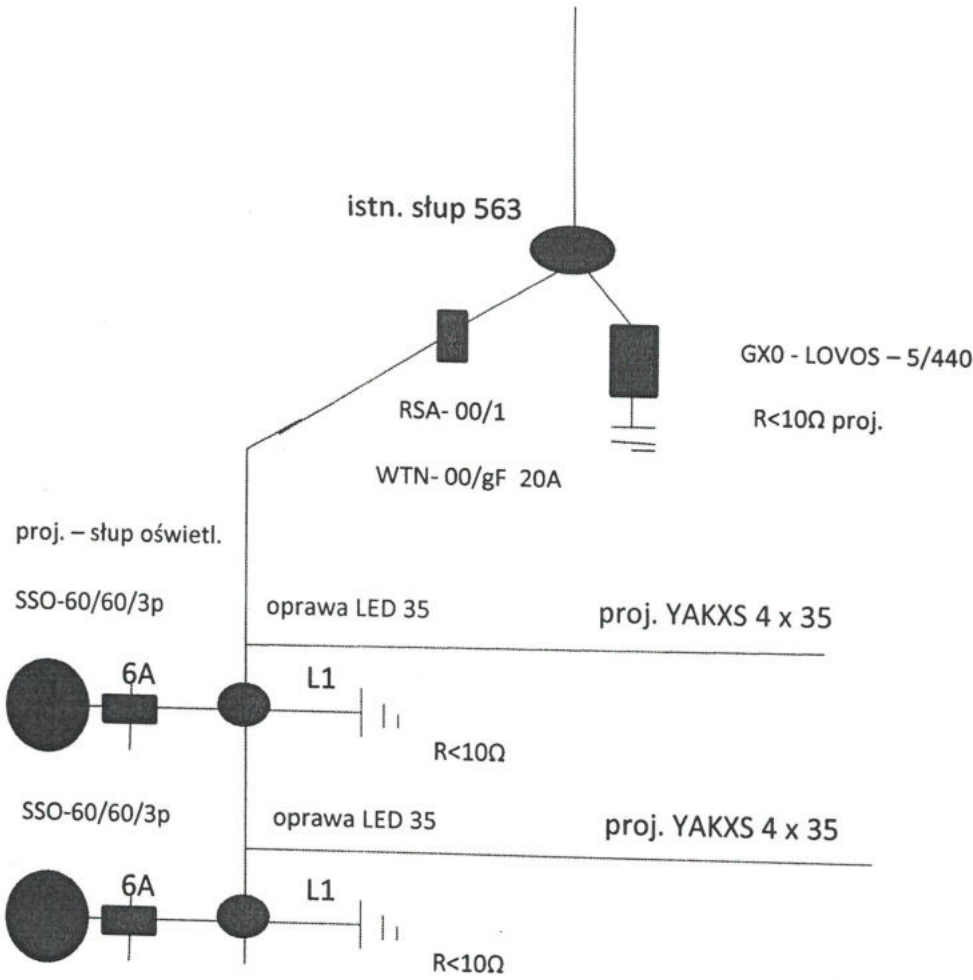 istn. słup 563
GX0 - LOVOS – 5/440
RSA- 00/1
R<10Ω proj.
WTN- 00/gF 20A
proj. – słup oświetl.
SSO-60/60/3p
oprawa LED 35
proj. YAKXS 4 x 35
6A
L1
R<10Ω
SSO-60/60/3p
oprawa LED 35
proj. YAKXS 4 x 35
6A
L1
R<10Ω